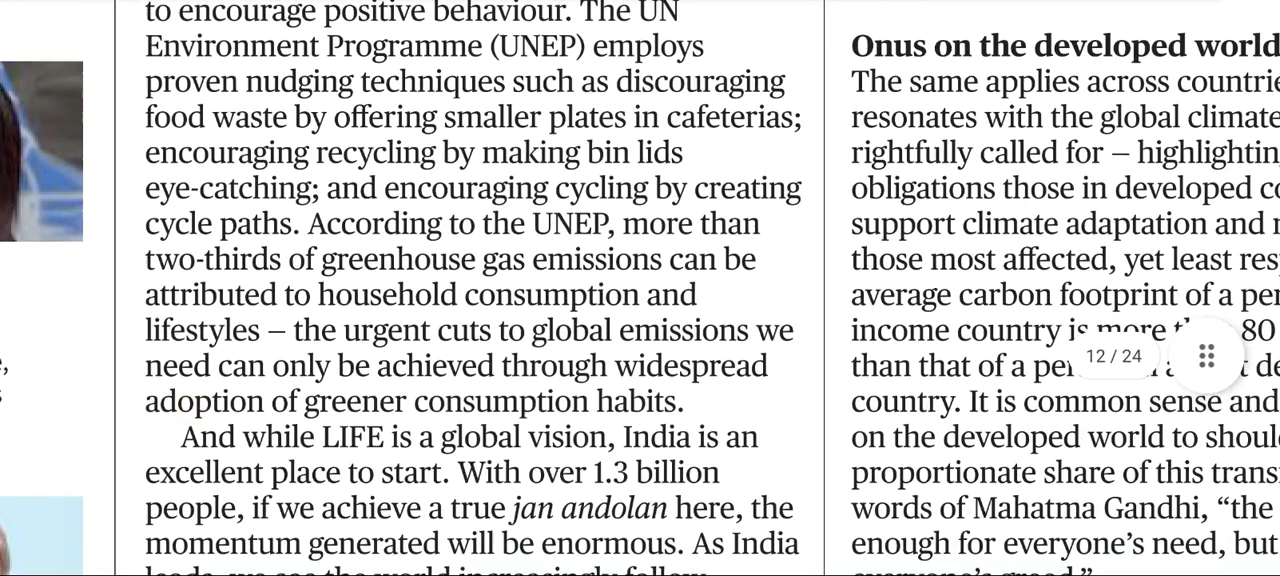 to encourage positive behaviour. The UN
Environment Programme (UNEP) employs
proven nudging techniques such as discouraging
food waste by offering smaller plates in cafeterias;
encouraging recycling by making bin lids
eye-catching; and encouraging cycling by creating
cycle paths. According to the UNEP, more than
two-thirds of greenhouse gas emissions can be
attributed to household consumption and
lifestyles – the urgent cuts to global emissions we
need can only be achieved through widespread
adoption of greener consumption habits.
And while LIFE is a global vision, India is an
excellent place to start. With over 1.3 billion
people, if we achieve a true jan andolan here, the
momentum generated will be enormous. As India
Onus on the developed world
The same applies across
resonates with the global climate
rightfully called for –
obligations those in developed
support climate adaptation and
those most affected, yet least
average carbon footprint of a
income country is more 80
than that of a
country. It is common sense and
on the developed world to
proportionate share of this
words of Mahatma Gandhi, “the
enough for everyone’s need, but
everyone’s greed.”
12 / 24